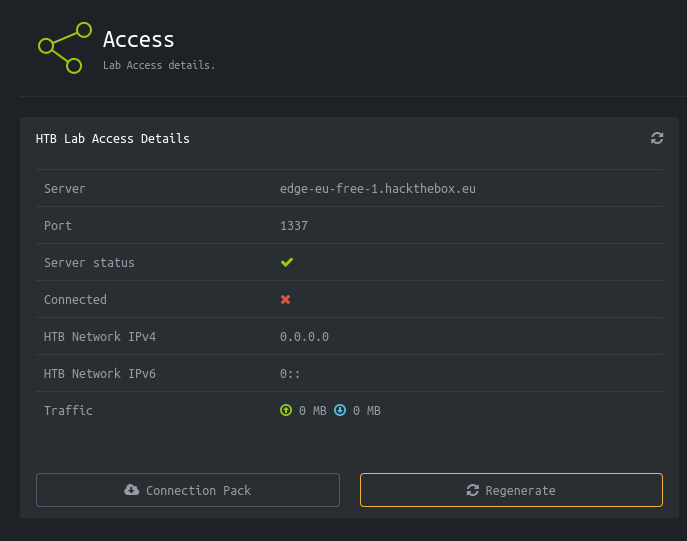 Access
Lab Access details.
HTB Lab Access Details
Server edge-eu-free-1.hackthebox.eu
Port 1337
Server status
Connected
HTB Network IPv4 0.0.0.0
HTB Network IPv6 0::
Traffic 0 MB 0 MB
Connection Pack Regenerate